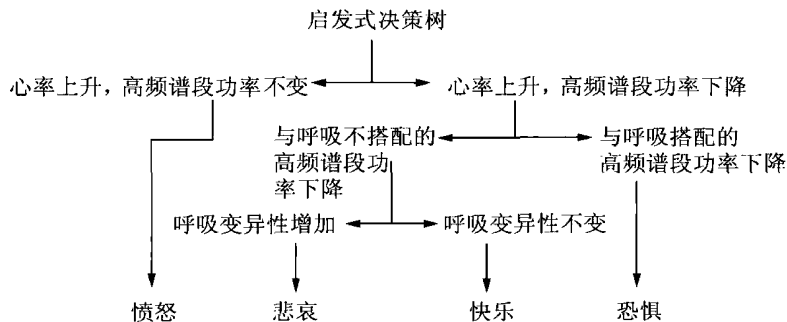 启发式决策树
心率上升，高频谱段功率不变
心率上升，高频谱段功率下降
与呼吸不搭配的
高频谱段功
率下降
与呼吸搭配的
高频谱段功率下降
呼吸变异性增加
呼吸变异性不变
愤怒
悲哀
快乐
恐惧